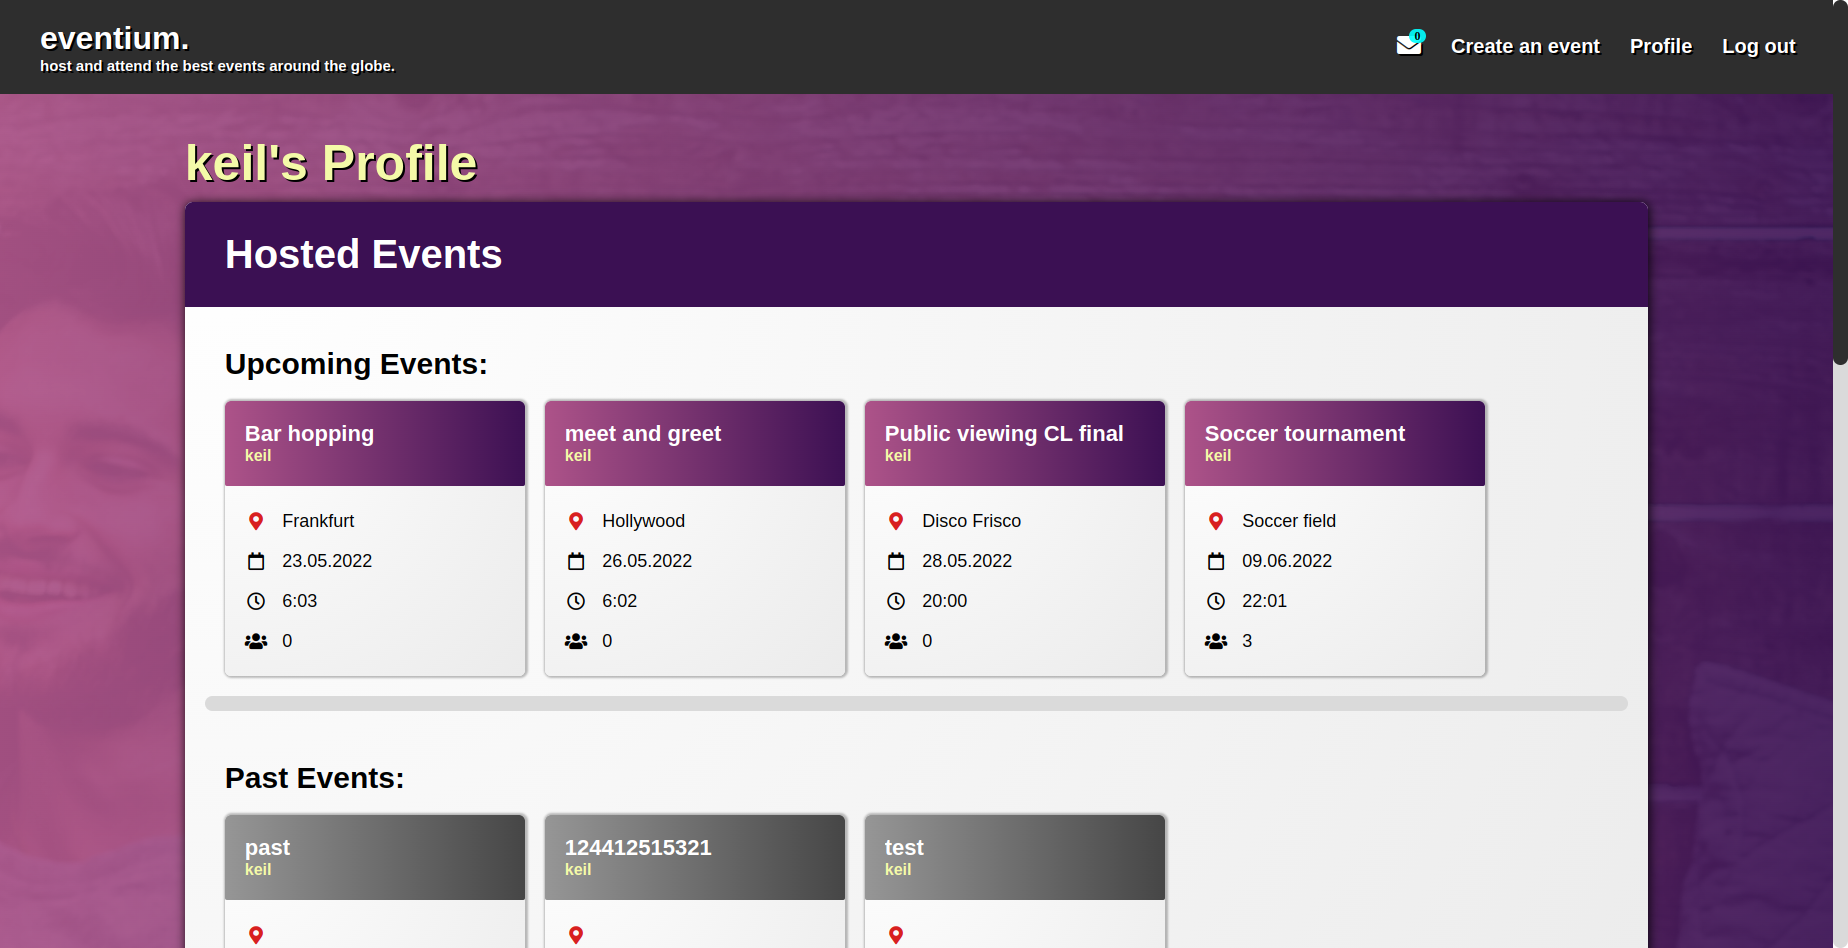 eventium.
host and attend the best events around the globe.
0
Create an event
Profile
Log out
keil's Profile
Hosted Events
Upcoming Events:
Bar hopping
keil
Frankfurt
23.05.2022
6:03
0
meet and greet
keil
Hollywood
26.05.2022
6:02
0
Public viewing CL final
keil
Disco Frisco
28.05.2022
20:00
0
Soccer tournament
keil
Soccer field
09.06.2022
22:01
3
Past Events:
past
keil
124412515321
keil
test
keil